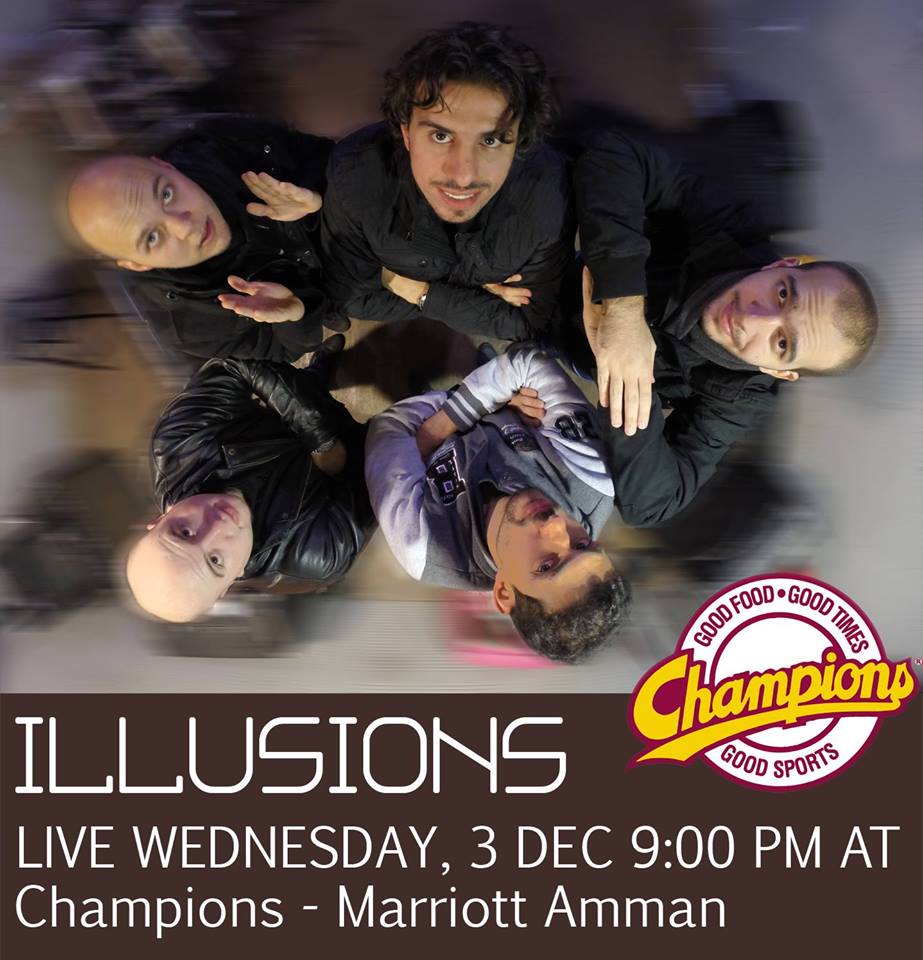 GOOD FOOD • GOOD TIMES
Champions®
GOOD SPORTS
ILLUSIONS
LIVE WEDNESDAY, 3 DEC 9:00 PM AT
Champions - Marriott Amman